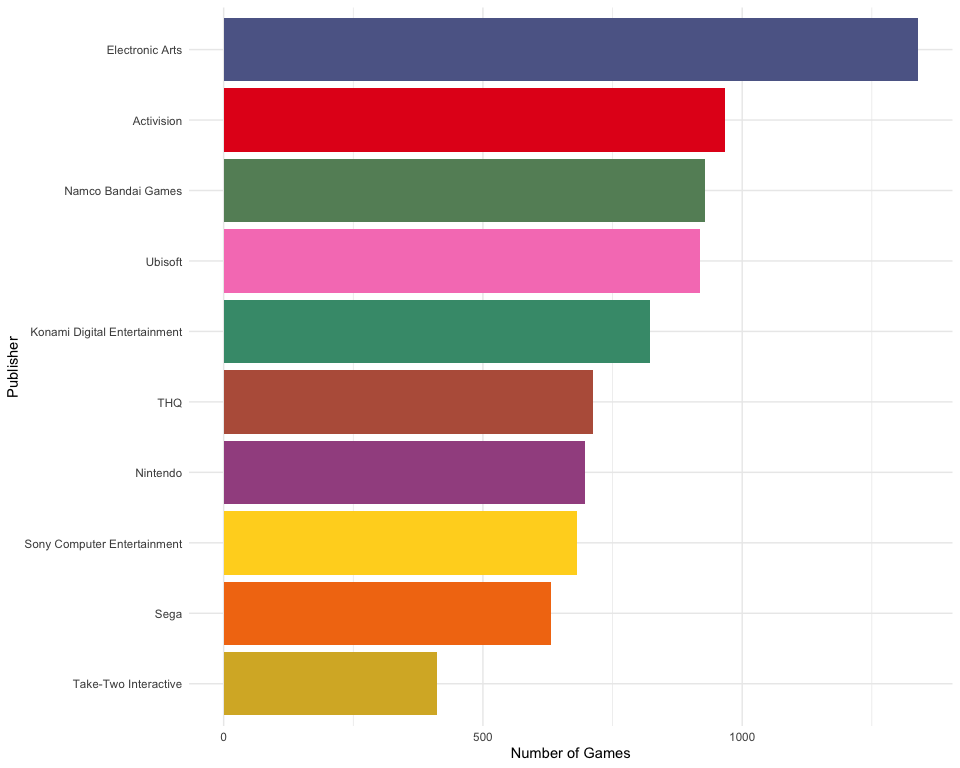 Electronic Arts
Activision
Namco Bandai Games
Ubisoft
Konami Digital Entertainment
THQ
Nintendo
Sony Computer Entertainment
Sega
Take-Two Interactive
Publisher
0 500 1000
Number of Games